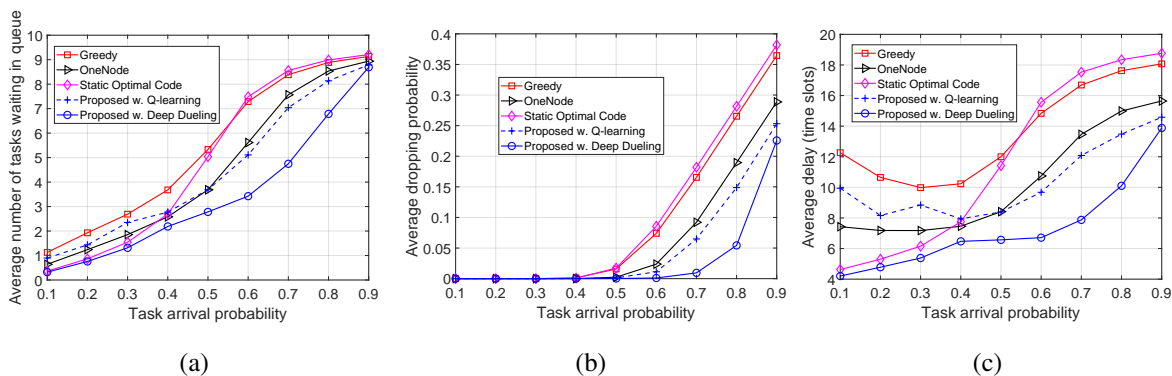 Average number of tasks waiting in queue
10
9
8
7
6
5
4
3
2
1
0
Greedy
OneNode
Static Optimal Code
Proposed w. Q-learning
Proposed w. Deep Dueling
0.1 0.2 0.3 0.4 0.5 0.6 0.7 0.8 0.9
Task arrival probability
(a)
Average dropping probability
0.4
0.35
0.3
0.25
0.2
0.15
0.1
0.05
0
Greedy
OneNode
Static Optimal Code
Proposed w. Q-learning
Proposed w. Deep Dueling
0.1 0.2 0.3 0.4 0.5 0.6 0.7 0.8 0.9
Task arrival probability
(b)
Average delay (time slots)
20
18
16
14
12
10
8
6
4
Greedy
OneNode
Static Optimal Code
Proposed w. Q-learning
Proposed w. Deep Dueling
0.1 0.2 0.3 0.4 0.5 0.6 0.7 0.8 0.9
Task arrival probability
(c)